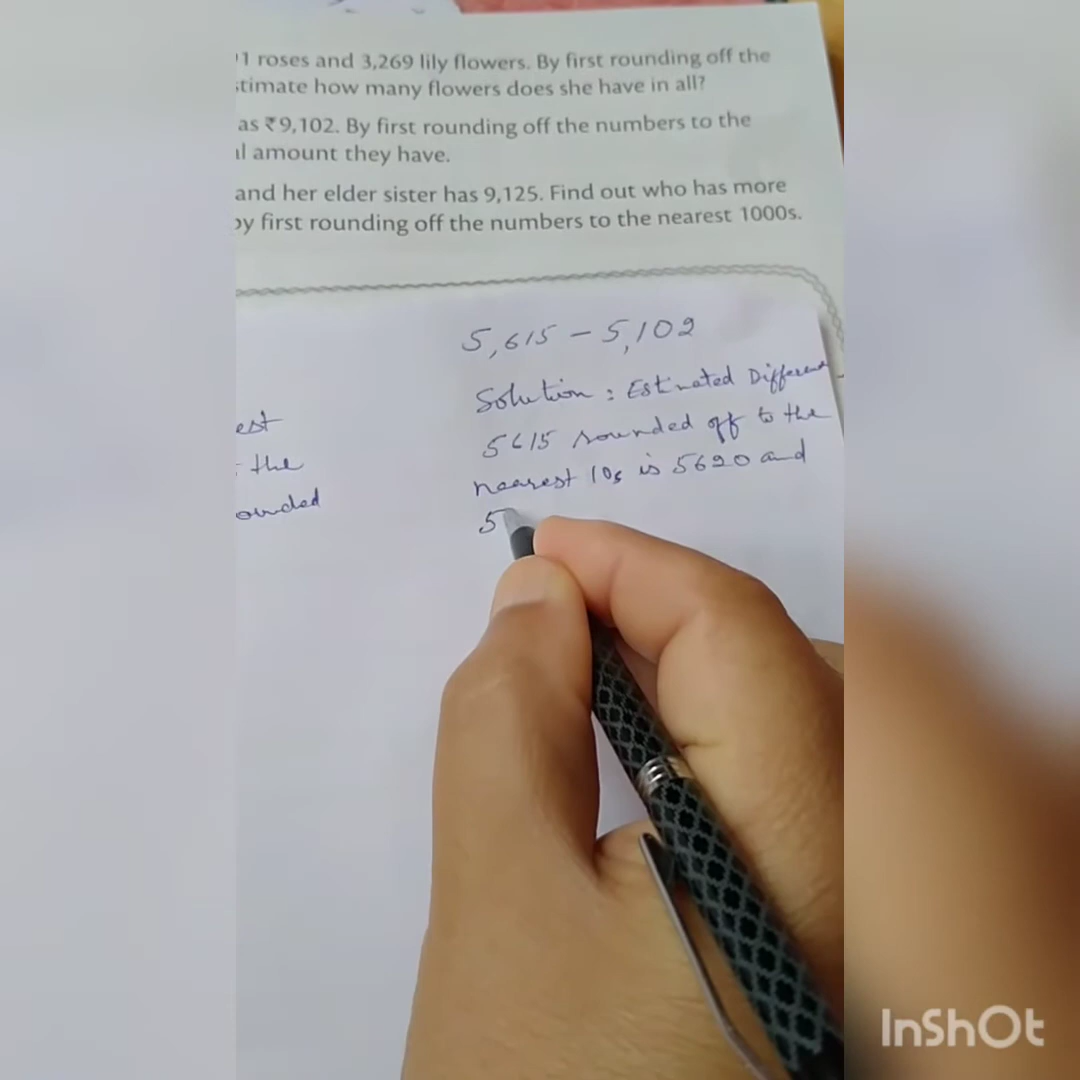 1 roses and 3,269 lily flowers. By first rounding off the
timate how many flowers does she have in all?
as ₹9,102. By first rounding off the numbers to the
l amount they have.
and her elder sister has 9,125. Find out who has more
by first rounding off the numbers to the nearest 1000s.
5,615 - 5,102
Solution : Estimated Differen
est
5615 rounded off to the
the
nearest 10s is 5620 and
ounded
5
InShOt